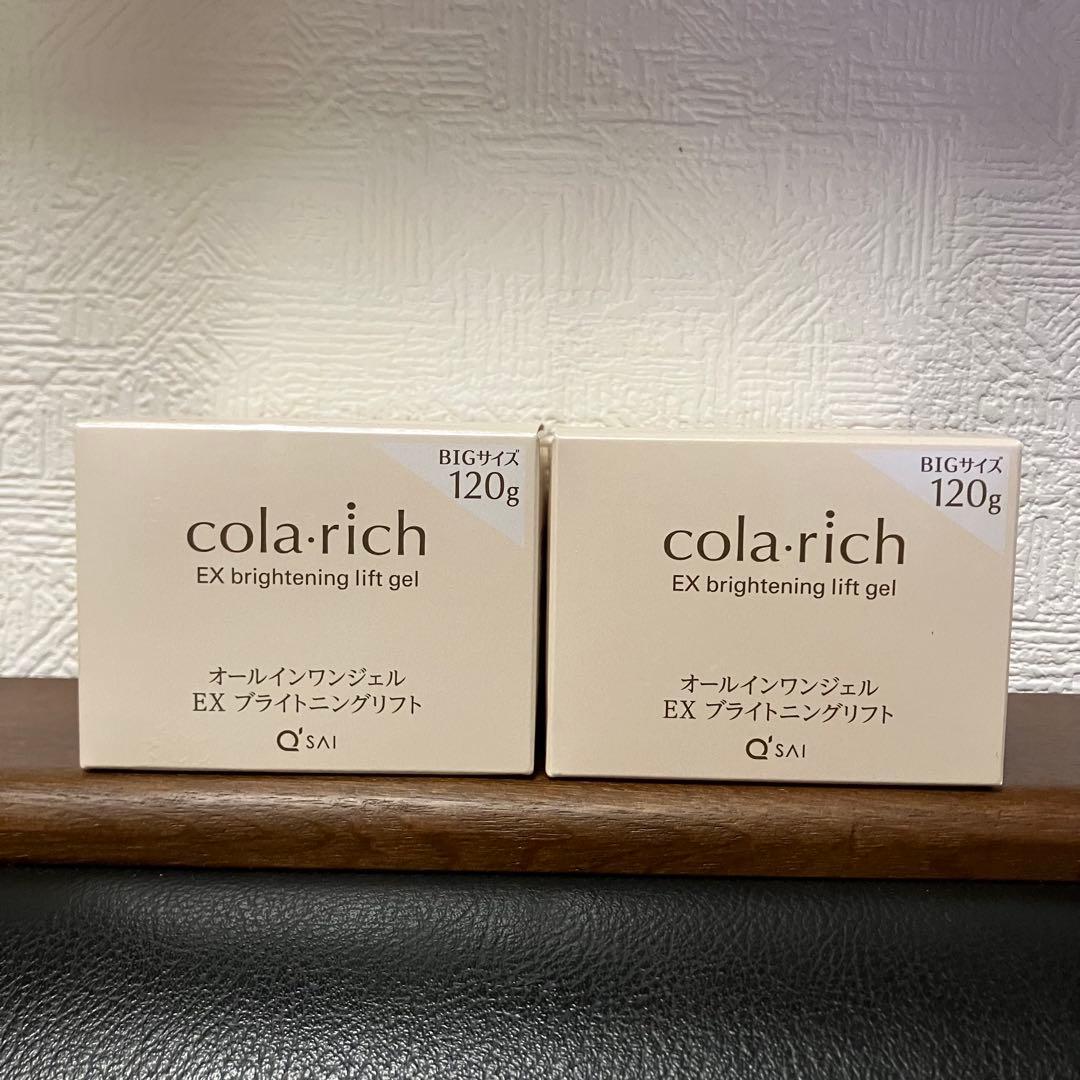 BIGサイズ
120g
cola·rich
EX brightening lift gel
オールインワンジェル
EX ブライトニングリフト
Q'SAI
BIGサイズ
120g
cola·rich
EX brightening lift gel
オールインワンジェル
EX ブライトニングリフト
Q'SAI